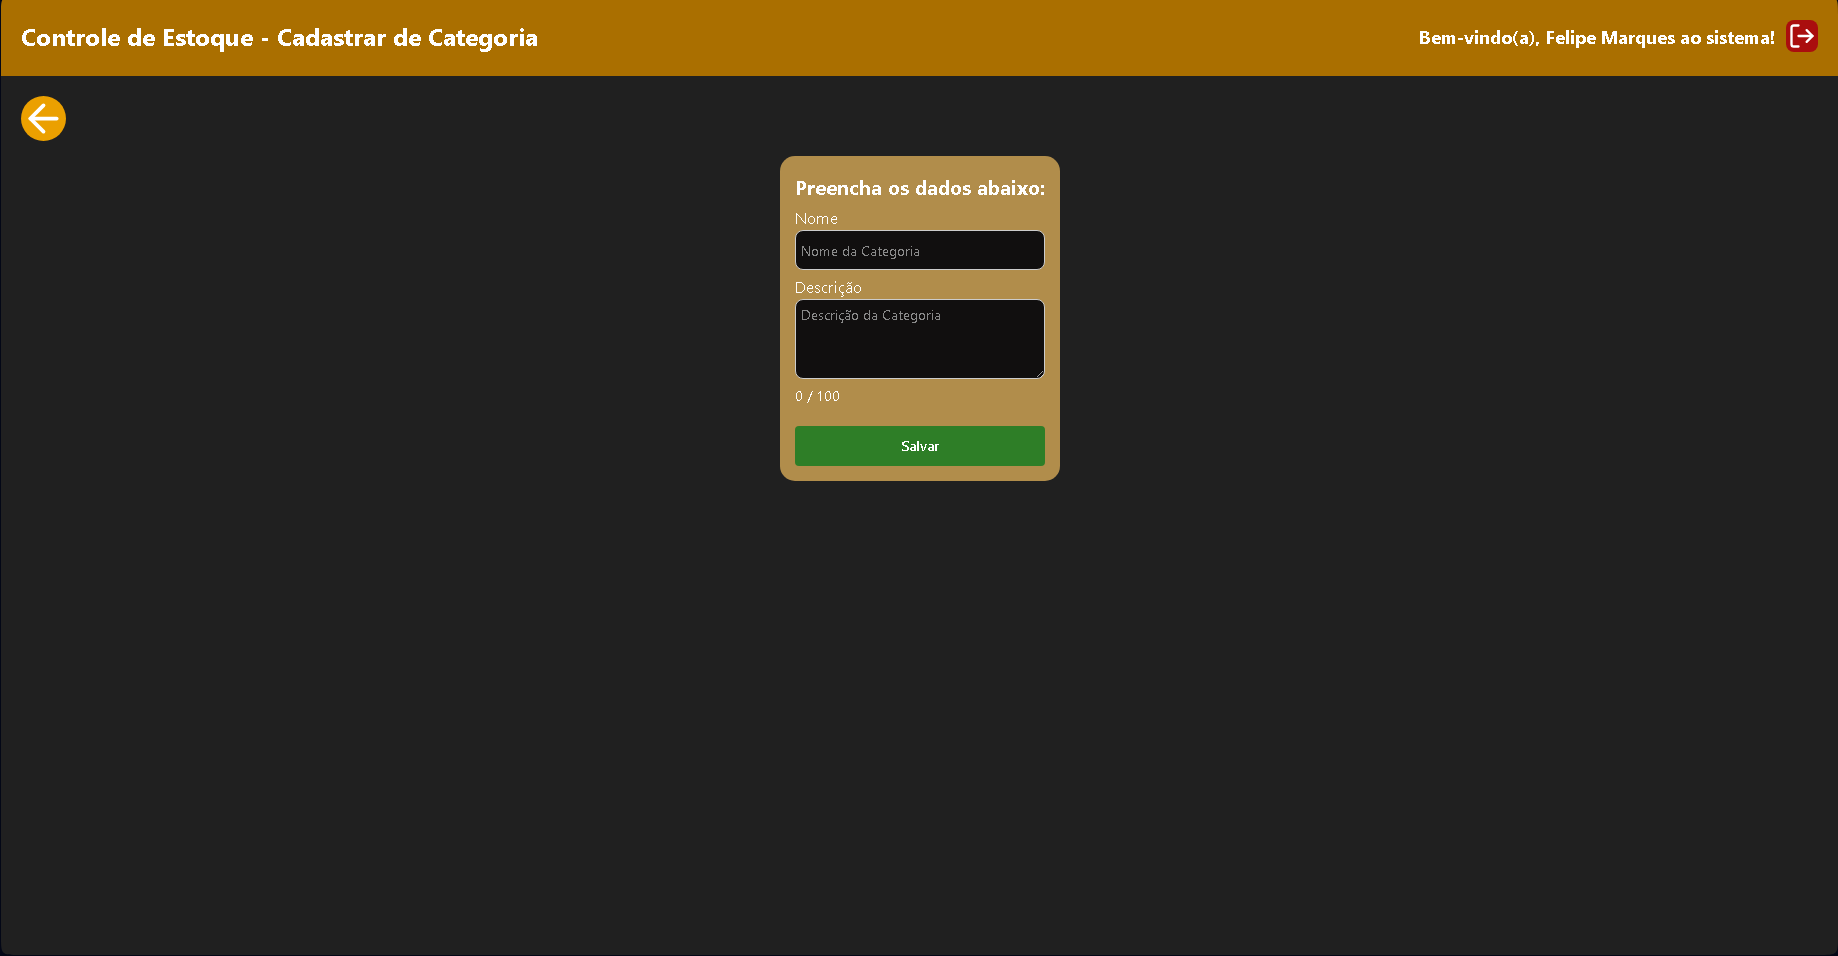 Controle de Estoque - Cadastrar de Categoria
Bem-vindo(a), Felipe Marques ao sistema!
Preencha os dados abaixo:
Nome
Nome da Categoria
Descrição
Descrição da Categoria
0 / 100
Salvar